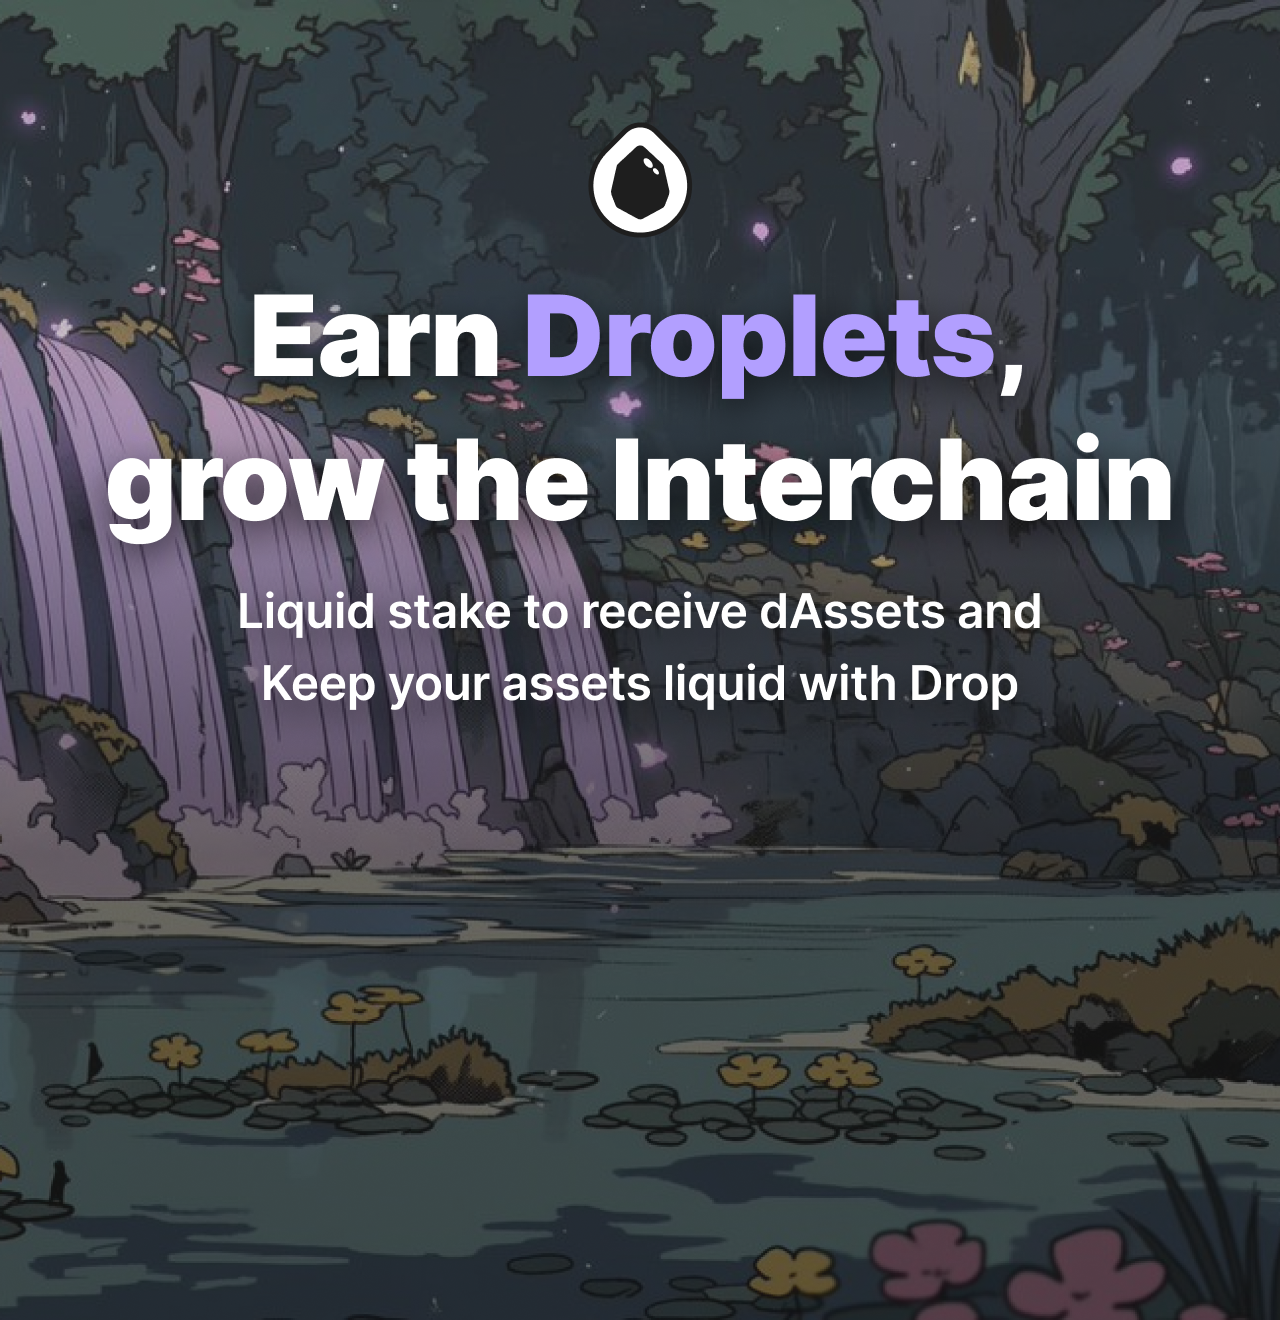 Earn Droplets,
grow the Interchain
Liquid stake to receive dAssets and
Keep your assets liquid with Drop